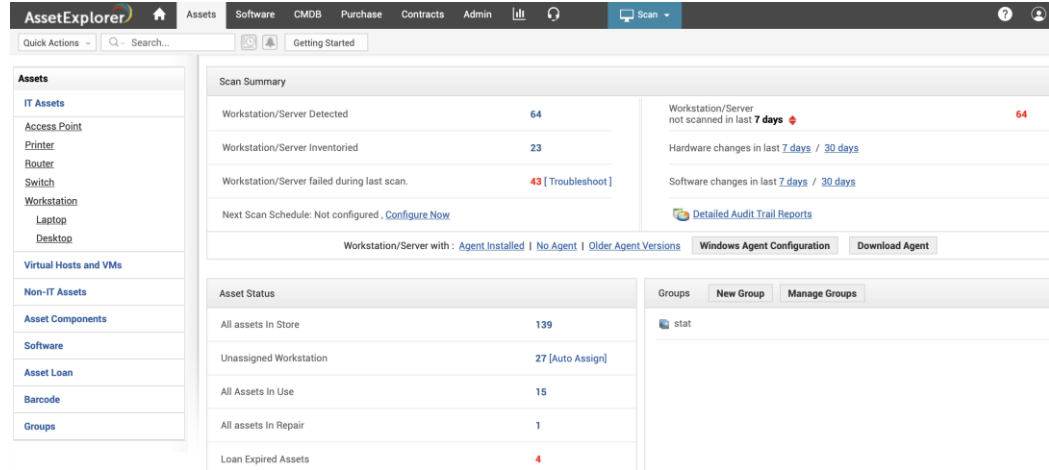 AssetExplorer Assets Software CMDB Purchase Contracts Admin Scan
Quick Actions Search... Getting Started
Assets
IT Assets
Access Point
Printer
Router
Switch
Workstation
Laptop
Desktop
Virtual Hosts and VMs
Non-IT Assets
Asset Components
Software
Asset Loan
Barcode
Groups
Scan Summary
Workstation/Server Detected 64
Workstation/Server Inventoried 23
Workstation/Server failed during last scan. 43 [ Troubleshoot ]
Next Scan Schedule: Not configured , Configure Now
Workstation/Server
not scanned in last 7 days 64
Hardware changes in last 7 days / 30 days
Software changes in last 7 days / 30 days
Detailed Audit Trail Reports
Workstation/Server with : Agent Installed | No Agent | Older Agent Versions Windows Agent Configuration Download Agent
Asset Status
All assets In Store 139
Unassigned Workstation 27 [Auto Assign]
All Assets In Use 15
All assets In Repair 1
Loan Expired Assets 4
Groups New Group Manage Groups
stat